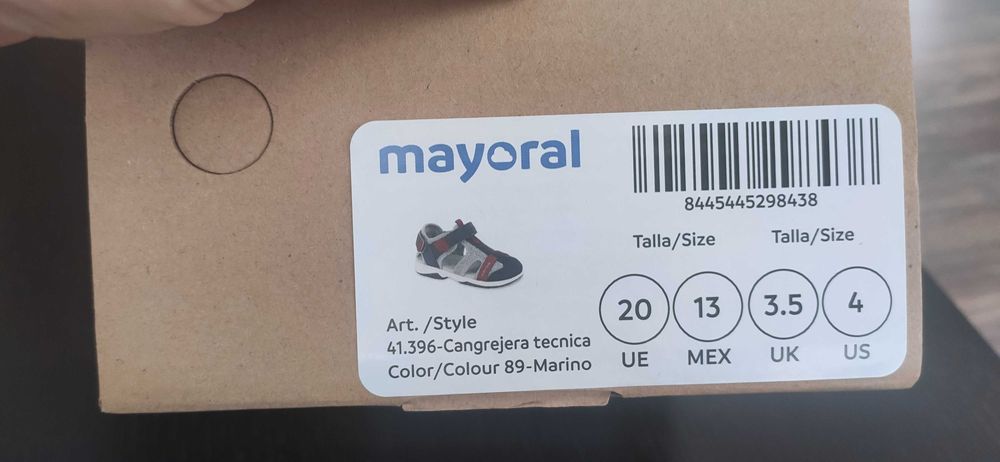 mayoral
8445445298438
Talla/Size Talla/Size
20 13 3.5 4
UE MEX UK US
Art. /Style
41.396-Cangrejera tecnica
Color/Colour 89-Marino